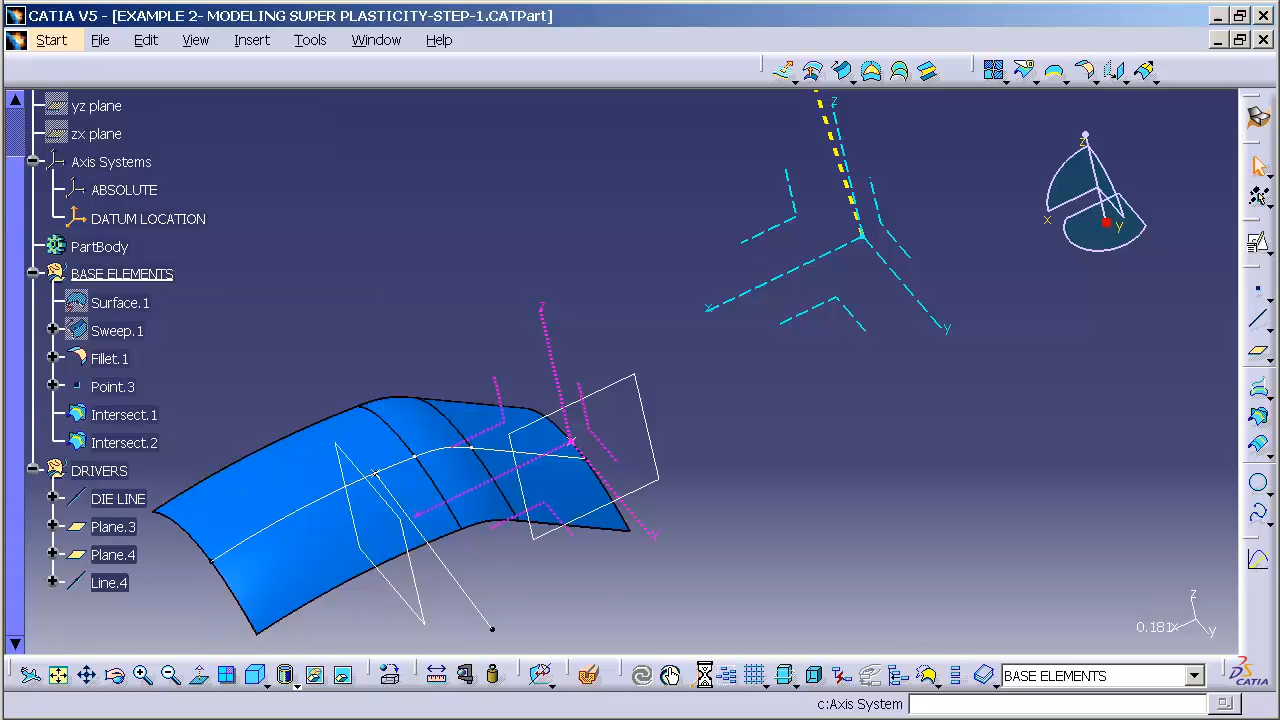 CATIA V5 - [EXAMPLE 2- MODELING SUPER PLASTICITY-STEP-1.CATPart]
Start File Edit View Insert Tools Window
yz plane
zx plane
Axis Systems
ABSOLUTE
DATUM LOCATION
PartBody
BASE ELEMENTS
Surface.1
Sweep.1
Fillet.1
Point.3
Intersect.1
Intersect.2
DRIVERS
DIE LINE
Plane.3
Plane.4
Line.4
z
x
y
z
y
z
x
y
z
0.181
x
y
BASE ELEMENTS
CATIA
c:Axis System